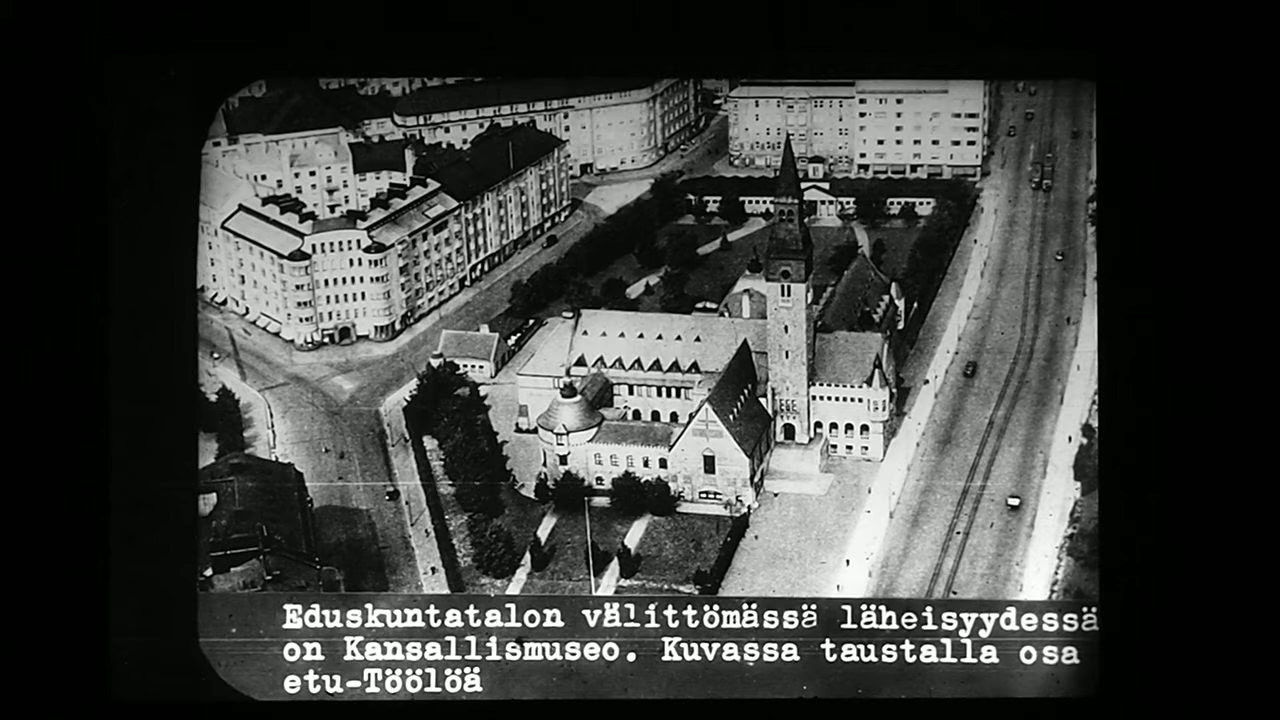 Eduskuntatalon välittömässä läheisyydessä
on Kansallismuseo. Kuvassa taustalla osa
etu-Töölöä